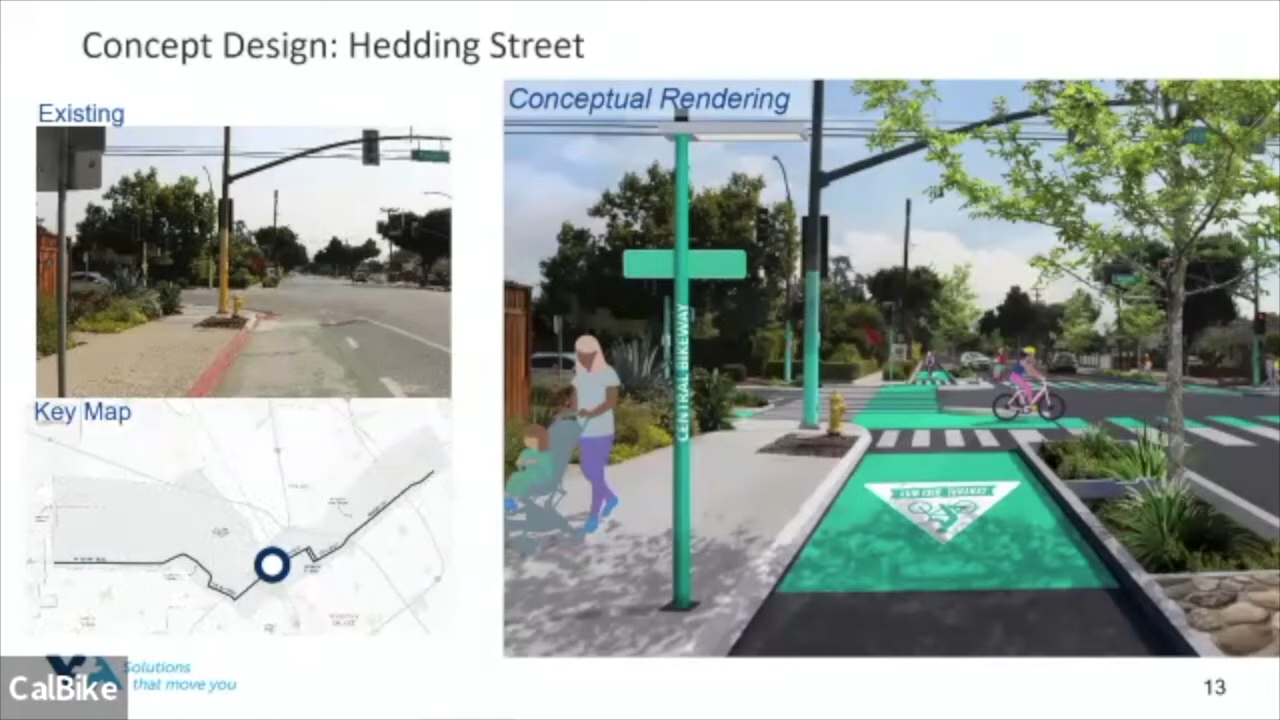 Concept Design: Hedding Street
Existing
Conceptual Rendering
CENTRAL BIKEWAY
Key Map
Solutions
that move you
CalBike
13